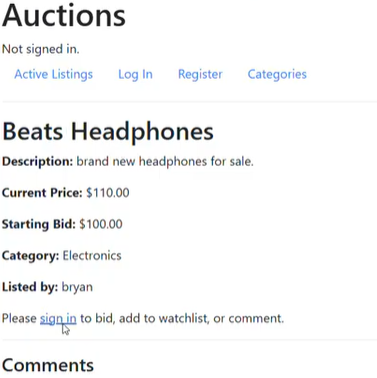 Auctions
Not signed in.
Active Listings Log In Register Categories
Beats Headphones
Description: brand new headphones for sale.
Current Price: $110.00
Starting Bid: $100.00
Category: Electronics
Listed by: bryan
Please sign in to bid, add to watchlist, or comment.
Comments